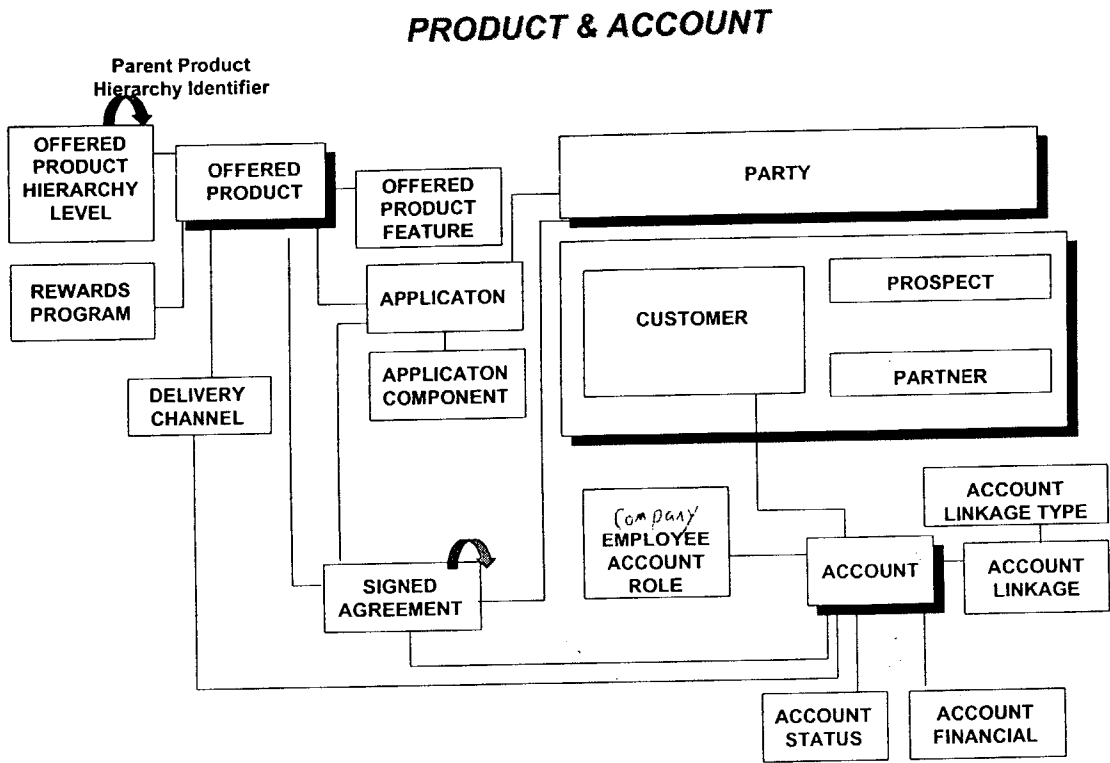 PRODUCT & ACCOUNT
Parent Product
Hierarchy Identifier
OFFERED
PRODUCT
HIERARCHY
LEVEL
OFFERED
PRODUCT
OFFERED
PRODUCT
FEATURE
PARTY
REWARDS
PROGRAM
APPLICATON
CUSTOMER
PROSPECT
APPLICATON
COMPONENT
PARTNER
DELIVERY
CHANNEL
Company
EMPLOYEE
ACCOUNT
ROLE
ACCOUNT
LINKAGE TYPE
SIGNED
AGREEMENT
ACCOUNT
ACCOUNT
LINKAGE
ACCOUNT
STATUS
ACCOUNT
FINANCIAL